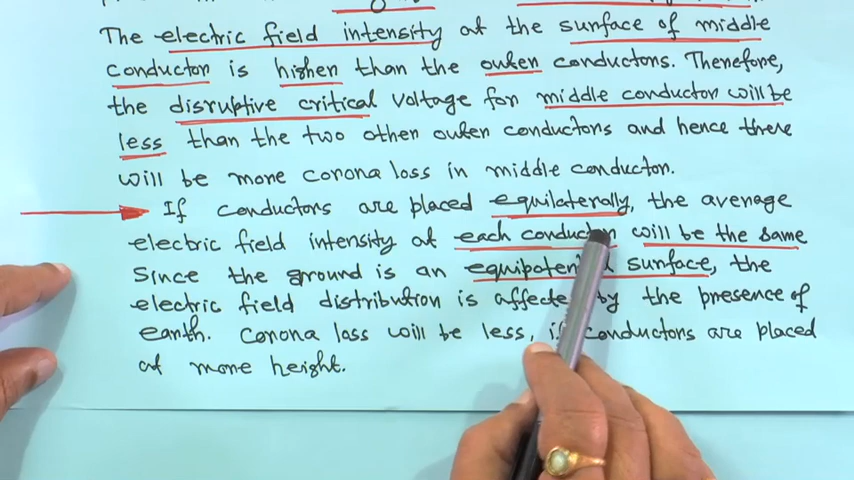 The electric field intensity at the surface of middle
conductor is higher than the outer conductors. Therefore,
the disruptive critical voltage for middle conductor will be
less than the two other outer conductors and hence there
will be more corona loss in middle conductor.
If conductors are placed equilaterally, the average
electric field intensity at each conductor will be the same
Since the ground is an equipotential surface, the
electric field distribution is affected by the presence of
earth. Corona loss will be less, if conductors are placed
at more height.